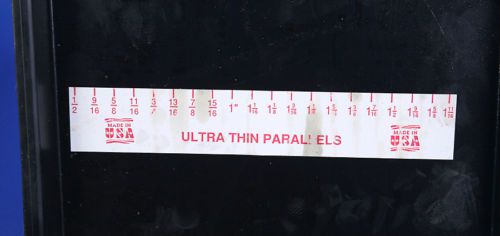 1/2 9/16 5/8 11/16 3/4 13/16 7/8 15/16 1" 1 1/16 1 1/8 1 3/16 1 1/4 1 5/16 1 3/8 1 7/16 1 1/2 1 9/16 1 5/8 1 11/16
MADE IN
USA
ULTRA THIN PARALLELS
MADE IN
USA